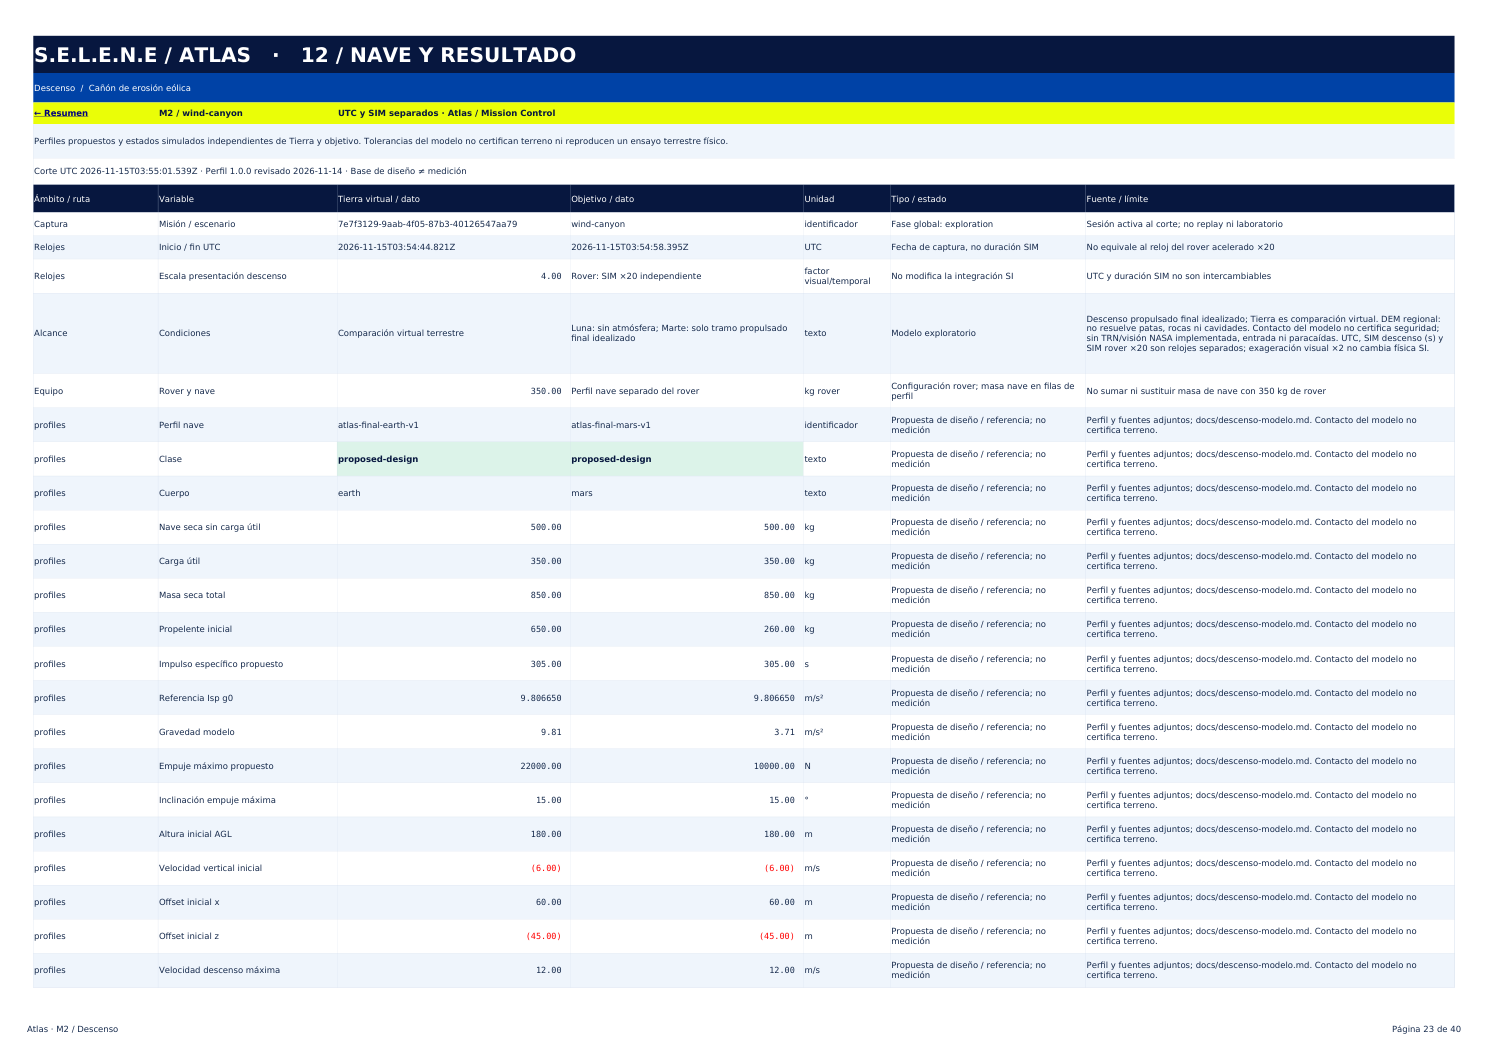 S.E.L.E.N.E / ATLAS · 12 / NAVE Y RESULTADO
Descenso / Cañón de erosión eólica
← Resumen M2 / wind-canyon UTC y SIM separados · Atlas / Mission Control
Perfiles propuestos y estados simulados independientes de Tierra y objetivo. Tolerancias del modelo no certifican terreno ni reproducen un ensayo terrestre físico.
Corte UTC 2026-11-15T03:55:01.539Z · Perfil 1.0.0 revisado 2026-11-14 · Base de diseño ≠ medición
Ámbito / ruta Variable Tierra virtual / dato Objetivo / dato Unidad Tipo / estado Fuente / límite
Captura Misión / escenario 7e7f3129-9aab-4f05-87b3-40126547aa79 wind-canyon identificador Fase global: exploration Sesión activa al corte; no replay ni laboratorio
Relojes Inicio / fin UTC 2026-11-15T03:54:44.821Z 2026-11-15T03:54:58.395Z UTC Fecha de captura, no duración SIM No equivale al reloj del rover acelerado ×20
Relojes Escala presentación descenso 4.00 Rover: SIM ×20 independiente factor
visual/temporal No modifica la integración SI UTC y duración SIM no son intercambiables
Alcance Condiciones Comparación virtual terrestre Luna: sin atmósfera; Marte: solo tramo propulsado
final idealizado texto Modelo exploratorio Descenso propulsado final idealizado; Tierra es comparación virtual. DEM regional:
no resuelve patas, rocas ni cavidades. Contacto del modelo no certifica seguridad;
sin TRN/visión NASA implementada, entrada ni paracaídas. UTC, SIM descenso (s) y
SIM rover ×20 son relojes separados; exageración visual ×2 no cambia física SI.
Equipo Rover y nave 350.00 Perfil nave separado del rover kg rover Configuración rover; masa nave en filas de
perfil No sumar ni sustituir masa de nave con 350 kg de rover
profiles Perfil nave atlas-final-earth-v1 atlas-final-mars-v1 identificador Propuesta de diseño / referencia; no
medición Perfil y fuentes adjuntos; docs/descenso-modelo.md. Contacto del modelo no
certifica terreno.
profiles Clase proposed-design proposed-design texto Propuesta de diseño / referencia; no
medición Perfil y fuentes adjuntos; docs/descenso-modelo.md. Contacto del modelo no
certifica terreno.
profiles Cuerpo earth mars texto Propuesta de diseño / referencia; no
medición Perfil y fuentes adjuntos; docs/descenso-modelo.md. Contacto del modelo no
certifica terreno.
profiles Nave seca sin carga útil 500.00 500.00 kg Propuesta de diseño / referencia; no
medición Perfil y fuentes adjuntos; docs/descenso-modelo.md. Contacto del modelo no
certifica terreno.
profiles Carga útil 350.00 350.00 kg Propuesta de diseño / referencia; no
medición Perfil y fuentes adjuntos; docs/descenso-modelo.md. Contacto del modelo no
certifica terreno.
profiles Masa seca total 850.00 850.00 kg Propuesta de diseño / referencia; no
medición Perfil y fuentes adjuntos; docs/descenso-modelo.md. Contacto del modelo no
certifica terreno.
profiles Propelente inicial 650.00 260.00 kg Propuesta de diseño / referencia; no
medición Perfil y fuentes adjuntos; docs/descenso-modelo.md. Contacto del modelo no
certifica terreno.
profiles Impulso específico propuesto 305.00 305.00 s Propuesta de diseño / referencia; no
medición Perfil y fuentes adjuntos; docs/descenso-modelo.md. Contacto del modelo no
certifica terreno.
profiles Referencia Isp g0 9.806650 9.806650 m/s² Propuesta de diseño / referencia; no
medición Perfil y fuentes adjuntos; docs/descenso-modelo.md. Contacto del modelo no
certifica terreno.
profiles Gravedad modelo 9.81 3.71 m/s² Propuesta de diseño / referencia; no
medición Perfil y fuentes adjuntos; docs/descenso-modelo.md. Contacto del modelo no
certifica terreno.
profiles Empuje máximo propuesto 22000.00 10000.00 N Propuesta de diseño / referencia; no
medición Perfil y fuentes adjuntos; docs/descenso-modelo.md. Contacto del modelo no
certifica terreno.
profiles Inclinación empuje máxima 15.00 15.00 ° Propuesta de diseño / referencia; no
medición Perfil y fuentes adjuntos; docs/descenso-modelo.md. Contacto del modelo no
certifica terreno.
profiles Altura inicial AGL 180.00 180.00 m Propuesta de diseño / referencia; no
medición Perfil y fuentes adjuntos; docs/descenso-modelo.md. Contacto del modelo no
certifica terreno.
profiles Velocidad vertical inicial (6.00) (6.00) m/s Propuesta de diseño / referencia; no
medición Perfil y fuentes adjuntos; docs/descenso-modelo.md. Contacto del modelo no
certifica terreno.
profiles Offset inicial x 60.00 60.00 m Propuesta de diseño / referencia; no
medición Perfil y fuentes adjuntos; docs/descenso-modelo.md. Contacto del modelo no
certifica terreno.
profiles Offset inicial z (45.00) (45.00) m Propuesta de diseño / referencia; no
medición Perfil y fuentes adjuntos; docs/descenso-modelo.md. Contacto del modelo no
certifica terreno.
profiles Velocidad descenso máxima 12.00 12.00 m/s Propuesta de diseño / referencia; no
medición Perfil y fuentes adjuntos; docs/descenso-modelo.md. Contacto del modelo no
certifica terreno.
Atlas · M2 / Descenso Página 23 de 40